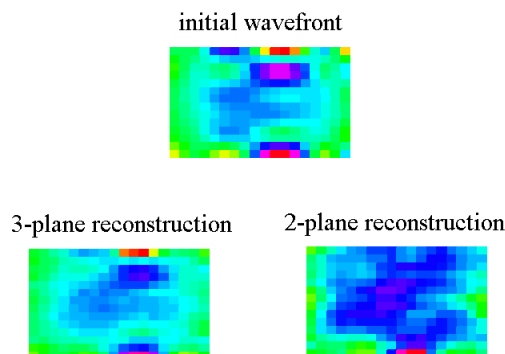 initial wavefront
3-plane reconstruction
2-plane reconstruction